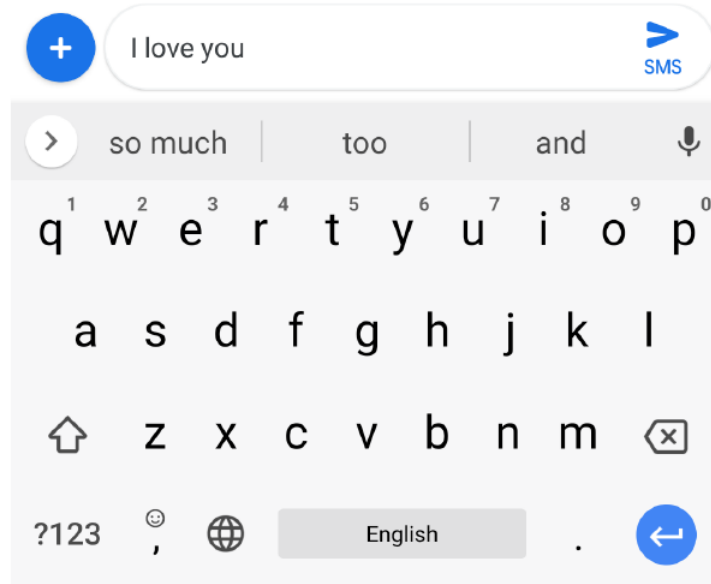 I love you
SMS
so much too and
1 2 3 4 5 6 7 8 9 0
q w e r t y u i o p
a s d f g h j k l
z x c v b n m
?123 , English .